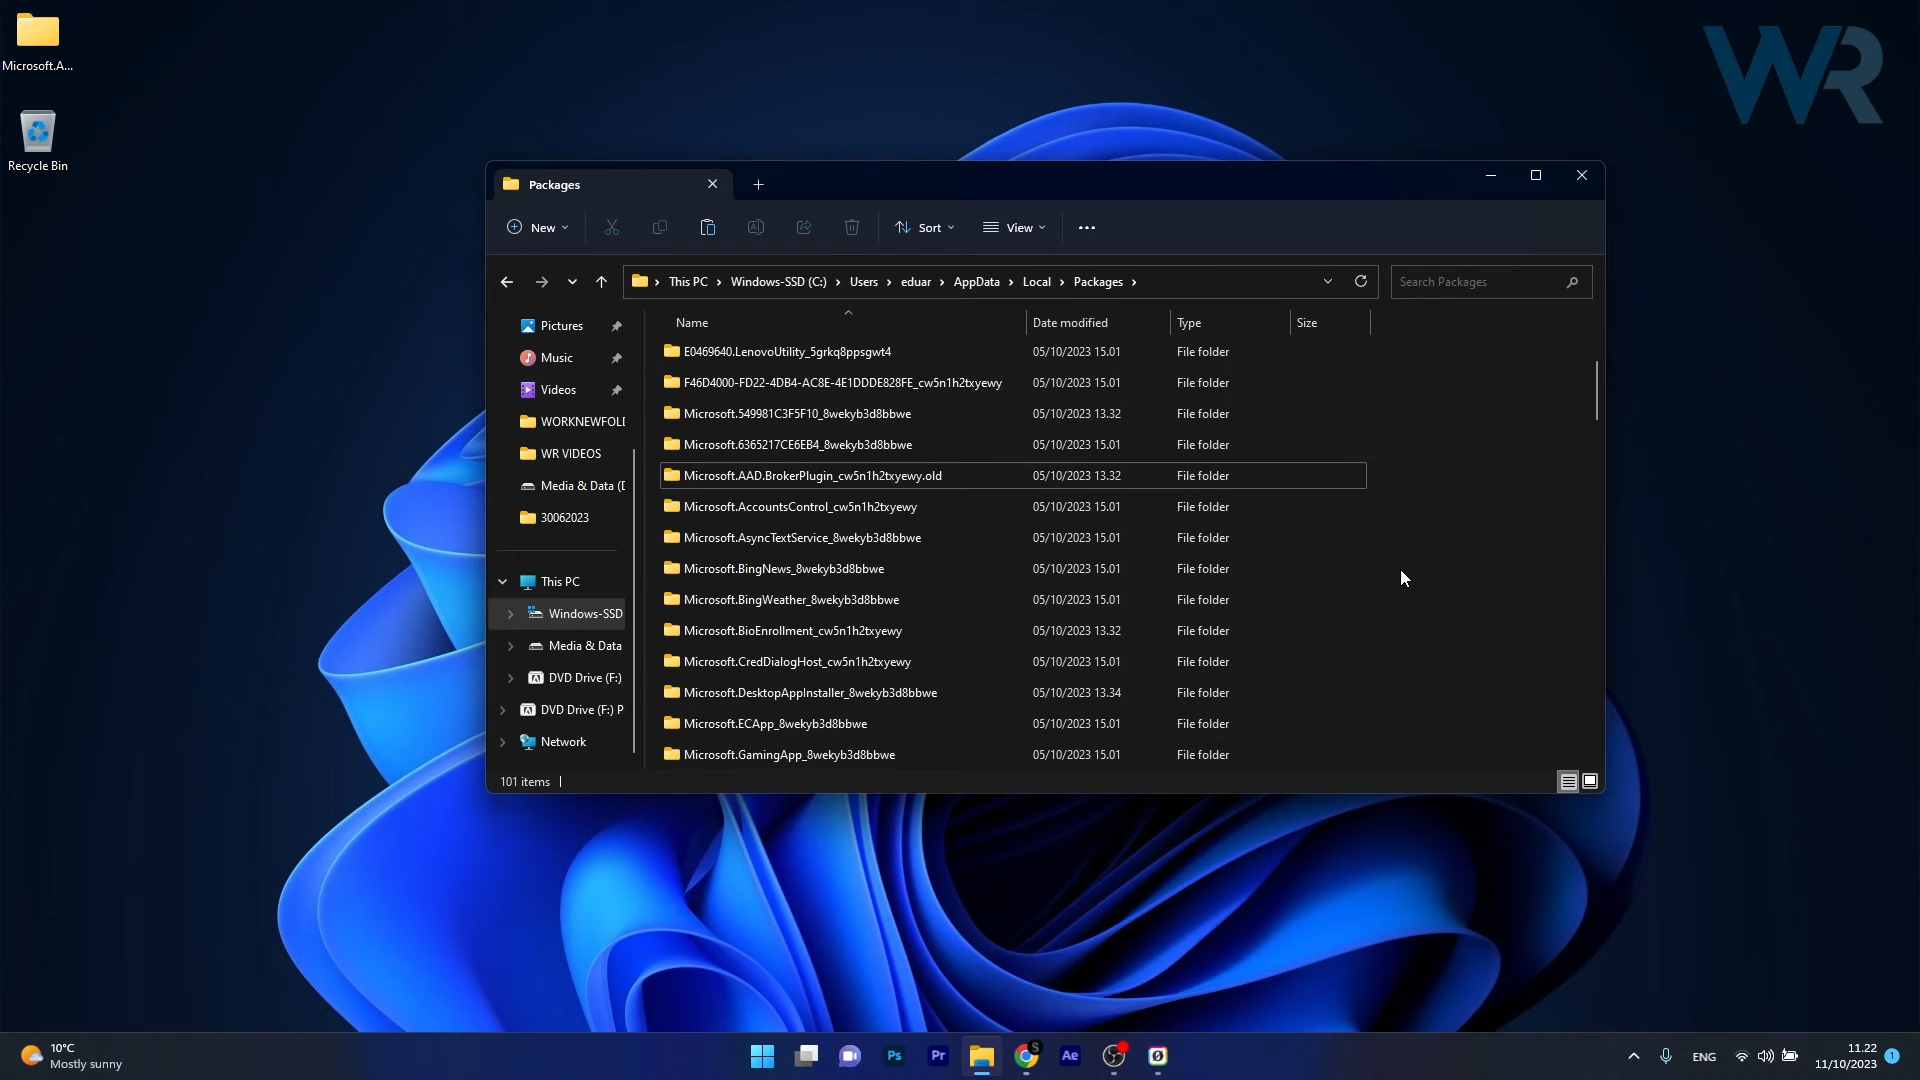 Microsoft.A...
Recycle Bin
WR
Packages
New
Sort
View
This PC
Windows-SSD (C:)
Users
eduar
AppData
Local
Packages
Search Packages
Pictures
Music
Videos
WORKNEWFOLD
WR VIDEOS
Media & Data (D
30062023
This PC
Windows-SSD
Media & Data
DVD Drive (F:)
DVD Drive (F:) P
Network
Name Date modified Type Size
E0469640.LenovoUtility_5grkq8ppsgwt4 05/10/2023 15.01 File folder
F46D4000-FD22-4DB4-AC8E-4E1DDDE828FE_cw5n1h2txyewy 05/10/2023 15.01 File folder
Microsoft.549981C3F5F10_8wekyb3d8bbwe 05/10/2023 13.32 File folder
Microsoft.6365217CE6EB4_8wekyb3d8bbwe 05/10/2023 15.01 File folder
Microsoft.AAD.BrokerPlugin_cw5n1h2txyewy.old 05/10/2023 13.32 File folder
Microsoft.AccountsControl_cw5n1h2txyewy 05/10/2023 15.01 File folder
Microsoft.AsyncTextService_8wekyb3d8bbwe 05/10/2023 15.01 File folder
Microsoft.BingNews_8wekyb3d8bbwe 05/10/2023 15.01 File folder
Microsoft.BingWeather_8wekyb3d8bbwe 05/10/2023 15.01 File folder
Microsoft.BioEnrollment_cw5n1h2txyewy 05/10/2023 13.32 File folder
Microsoft.CredDialogHost_cw5n1h2txyewy 05/10/2023 15.01 File folder
Microsoft.DesktopAppInstaller_8wekyb3d8bbwe 05/10/2023 13.34 File folder
Microsoft.ECApp_8wekyb3d8bbwe 05/10/2023 15.01 File folder
Microsoft.GamingApp_8wekyb3d8bbwe 05/10/2023 15.01 File folder
101 items
10°C
Mostly sunny
Ps
Pr
S
Ae
ENG
11.22
11/10/2023
1